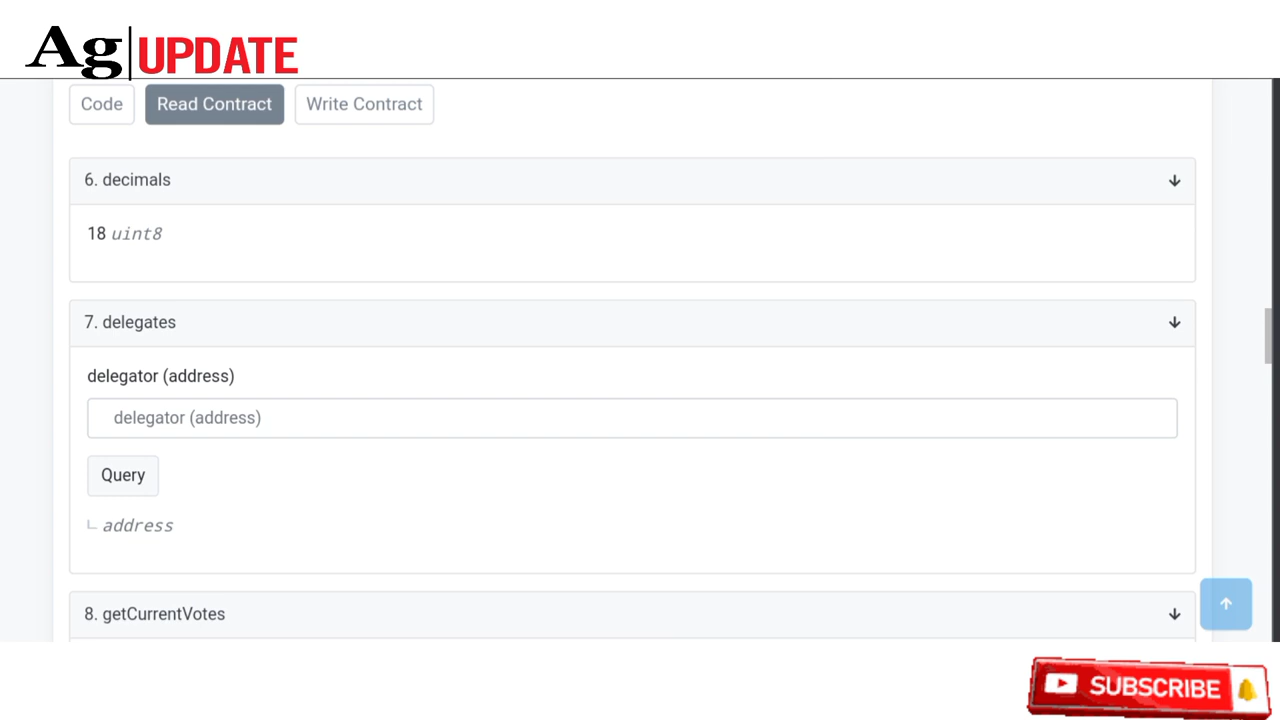 Ag|UPDATE
Code Read Contract Write Contract
6. decimals
18 uint8
7. delegates
delegator (address)
delegator (address)
Query
address
8. getCurrentVotes
SUBSCRIBE